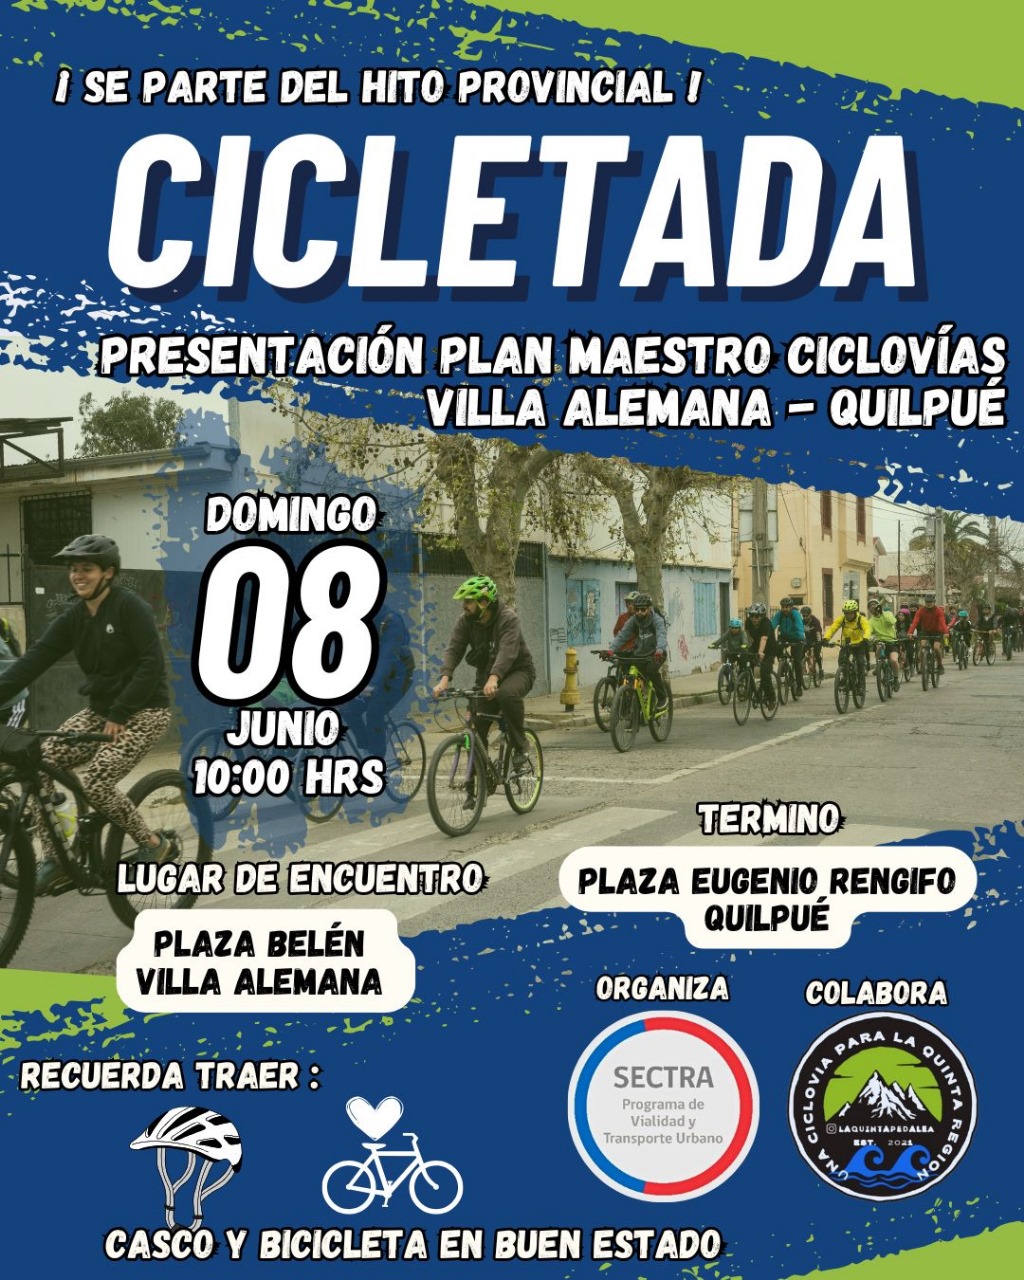 ¡ SE PARTE DEL HITO PROVINCIAL !
CICLETADA
PRESENTACIÓN PLAN MAESTRO CICLOVÍAS
VILLA ALEMANA – QUILPUÉ
DOMINGO
08
JUNIO
10:00 HRS
LUGAR DE ENCUENTRO
PLAZA BELÉN
VILLA ALEMANA
TERMINO
PLAZA EUGENIO RENGIFO
QUILPUÉ
ORGANIZA
SECTRA
Programa de
Vialidad y
Transporte Urbano
COLABORA
UNA CICLOVIA PARA LA QUINTA REGION
LAQUINTAPEDALEA
EST. 2021
RECUERDA TRAER :
CASCO Y BICICLETA EN BUEN ESTADO